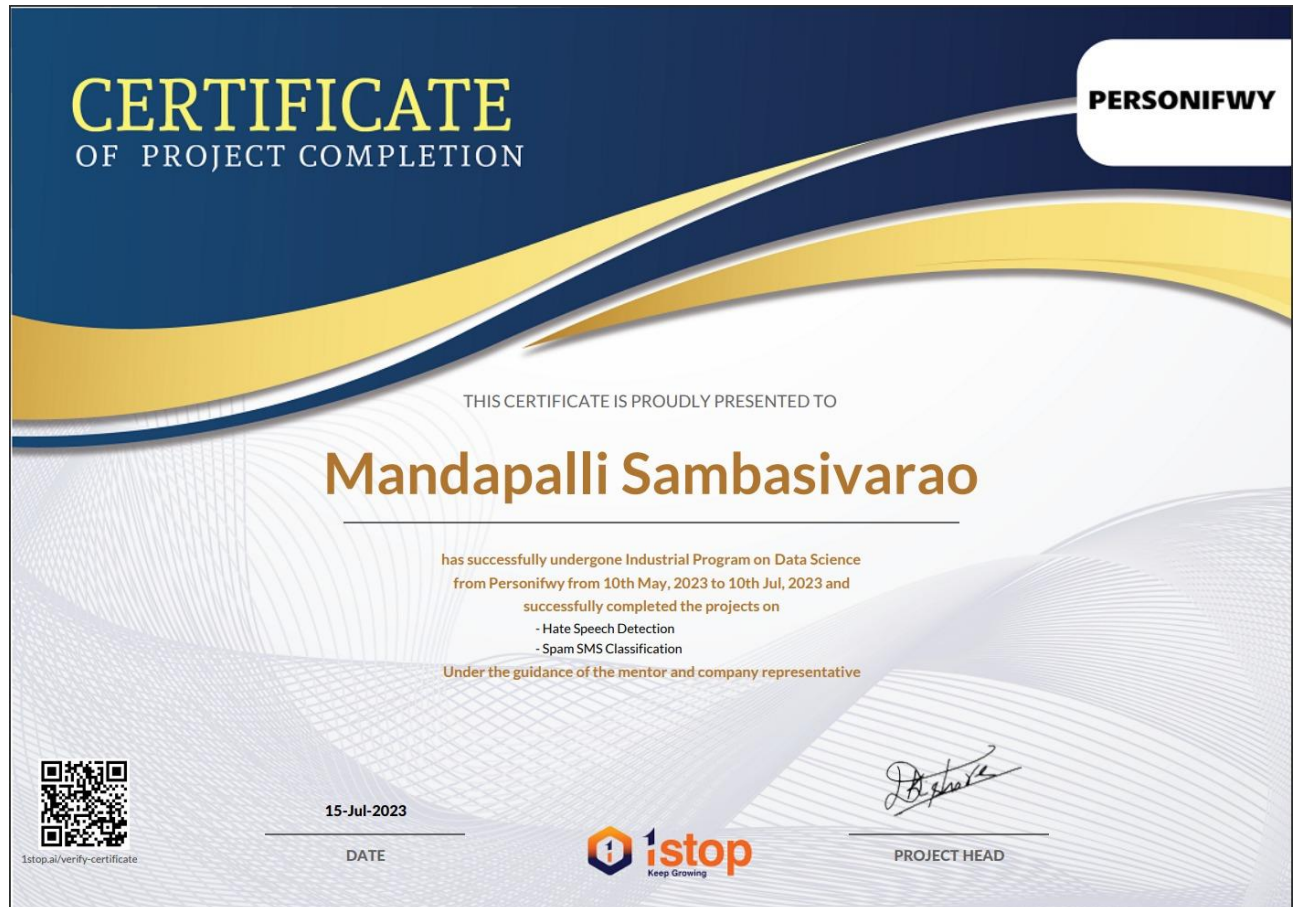 CERTIFICATE
OF PROJECT COMPLETION
PERSONIFWY
THIS CERTIFICATE IS PROUDLY PRESENTED TO
Mandapalli Sambasivarao
has successfully undergone Industrial Program on Data Science
from Personifwy from 10th May, 2023 to 10th Jul, 2023 and
successfully completed the projects on
- Hate Speech Detection
- Spam SMS Classification
Under the guidance of the mentor and company representative
1stop.ai/verify-certificate
15-Jul-2023
DATE
1stop
Keep Growing
PROJECT HEAD